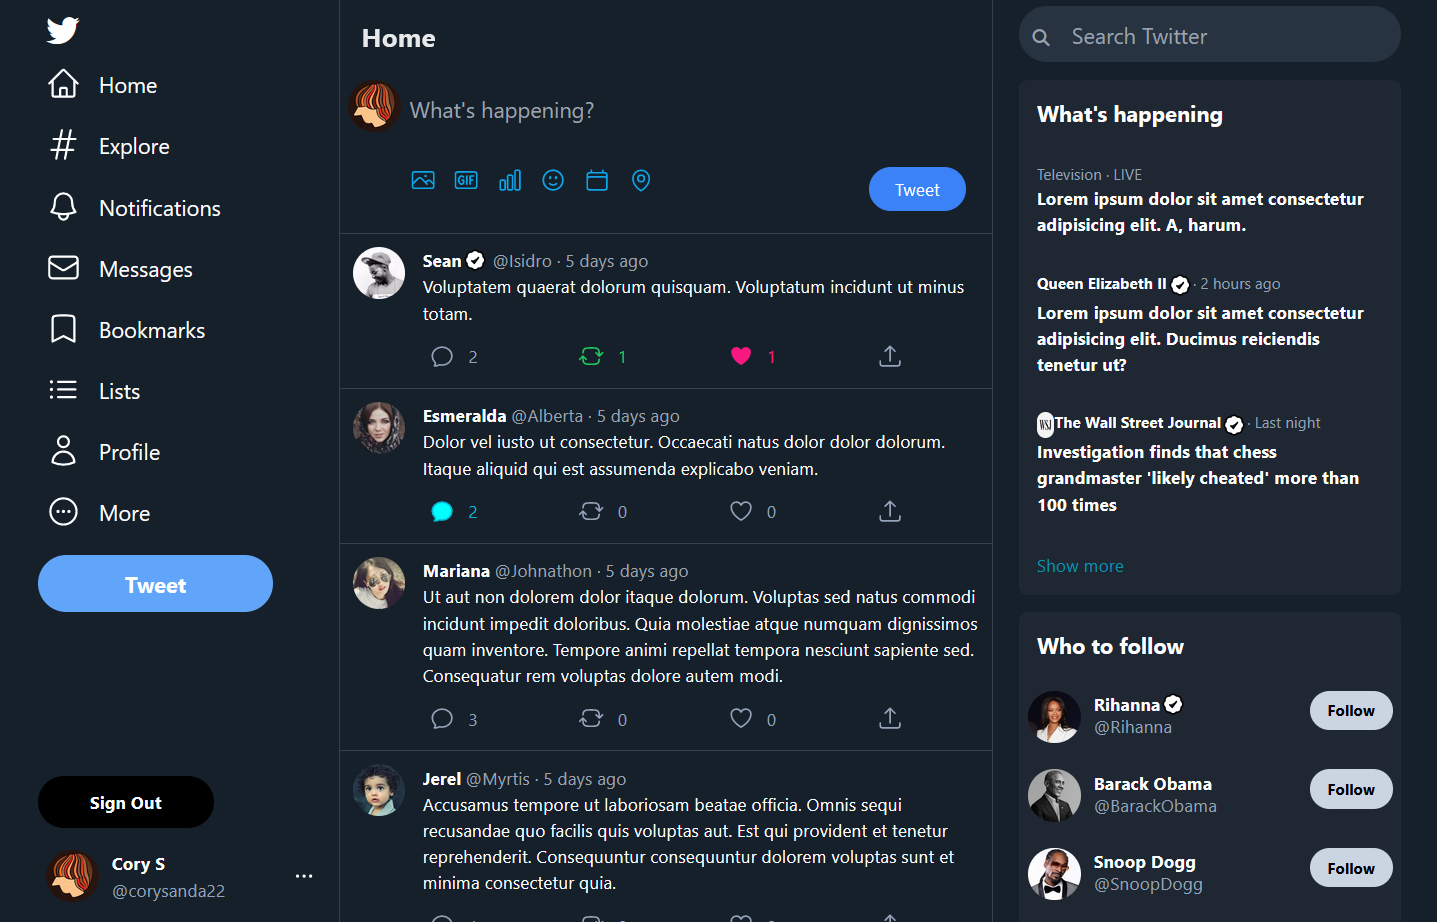 Home
Explore
Notifications
Messages
Bookmarks
Lists
Profile
More
Tweet
Sign Out
Cory S
@corysanda22
Home
What's happening?
GIF
Tweet
Sean @Isidro · 5 days ago
Voluptatem quaerat dolorum quisquam. Voluptatum incidunt ut minus
totam.
2 1 1
Esmeralda @Alberta · 5 days ago
Dolor vel iusto ut consectetur. Occaecati natus dolor dolor dolorum.
Itaque aliquid qui est assumenda explicabo veniam.
2 0 0
Mariana @Johnathon · 5 days ago
Ut aut non dolorem dolor itaque dolorum. Voluptas sed natus commodi
incidunt impedit doloribus. Quia molestiae atque numquam dignissimos
quam inventore. Tempore animi repellat tempora nesciunt sapiente sed.
Consequatur rem voluptas dolore autem modi.
3 0 0
Jerel @Myrtis · 5 days ago
Accusamus tempore ut laboriosam beatae officia. Omnis sequi
recusandae quo facilis quis voluptas aut. Est qui provident et tenetur
reprehenderit. Consequuntur consequuntur dolorem voluptas sunt et
minima consectetur quia.
Search Twitter
What's happening
Television · LIVE
Lorem ipsum dolor sit amet consectetur
adipisicing elit. A, harum.
Queen Elizabeth II · 2 hours ago
Lorem ipsum dolor sit amet consectetur
adipisicing elit. Ducimus reiciendis
tenetur ut?
WSJ The Wall Street Journal · Last night
Investigation finds that chess
grandmaster 'likely cheated' more than
100 times
Show more
Who to follow
Rihanna
@Rihanna
Follow
Barack Obama
@BarackObama
Follow
Snoop Dogg
@SnoopDogg
Follow